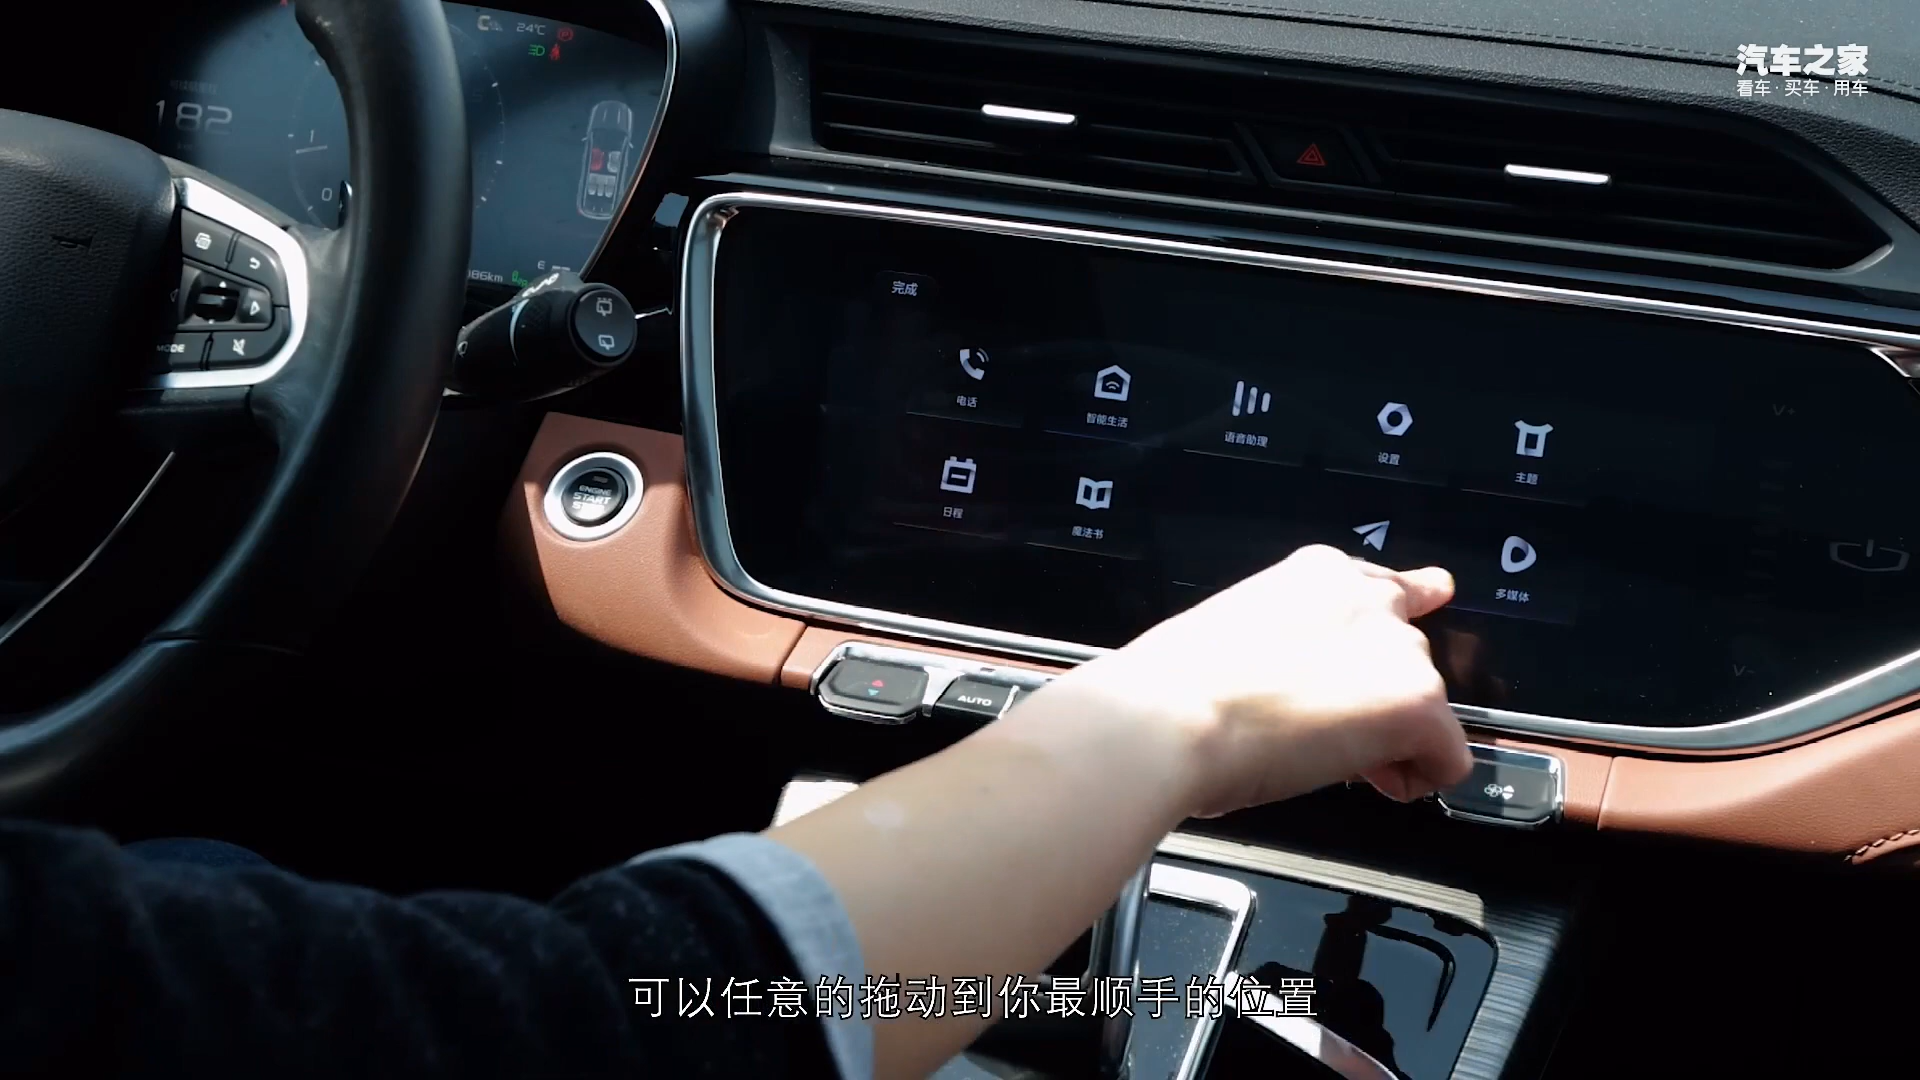 汽车之家
看车·买车·用车
24℃
182
0
E
86km
MODE
完成
电话
智能生活
语音助理
设置
主题
日程
魔法书
多媒体
V+
V-
ENGINE
START
AUTO
可以任意的拖动到你最顺手的位置